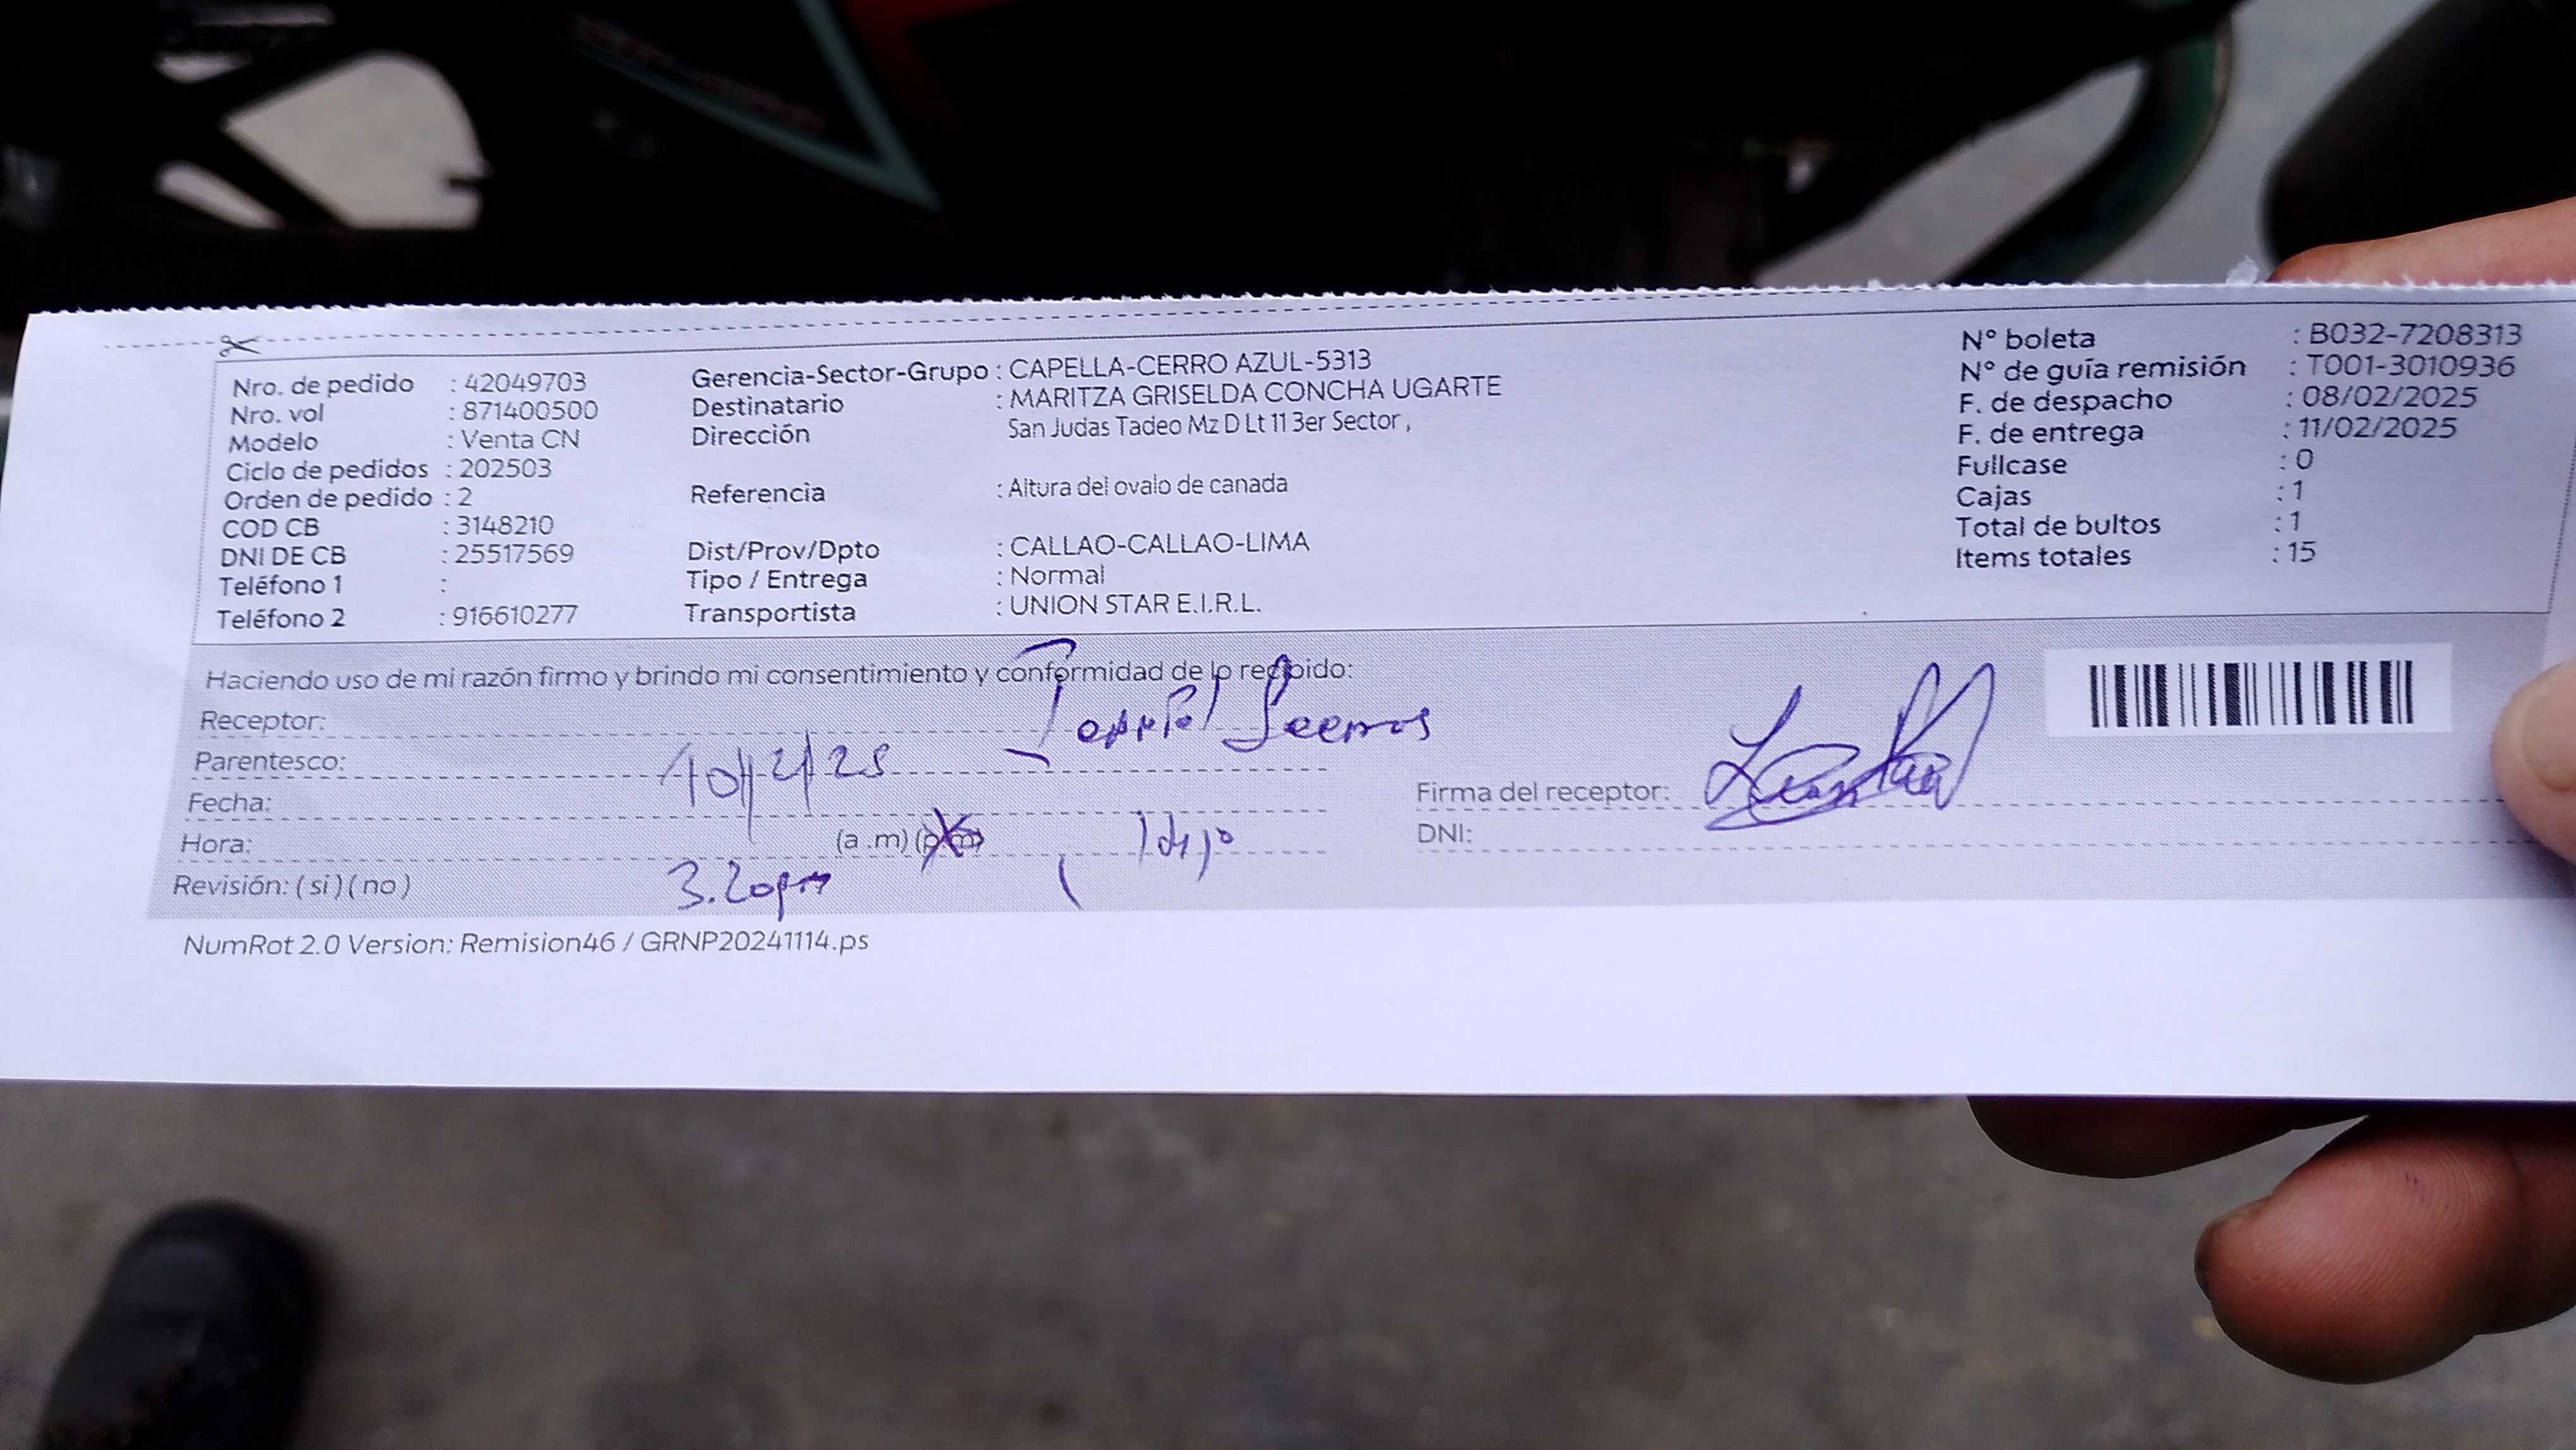 Nro. de pedido : 42049703
Nro. vol : 871400500
Modelo : Venta CN
Ciclo de pedidos : 202503
Orden de pedido : 2
COD CB : 3148210
DNI DE CB : 25517569
Teléfono 1 :
Teléfono 2 : 916610277
Gerencia-Sector-Grupo : CAPELLA-CERRO AZUL-5313
Destinatario : MARITZA GRISELDA CONCHA UGARTE
Dirección San Judas Tadeo Mz D Lt 11 3er Sector ,
Referencia : Altura del ovalo de canada
Dist/Prov/Dpto : CALLAO-CALLAO-LIMA
Tipo / Entrega : Normal
Transportista : UNION STAR E.I.R.L.
N° boleta : B032-7208313
N° de guía remisión : T001-3010936
F. de despacho : 08/02/2025
F. de entrega : 11/02/2025
Fullcase : 0
Cajas : 1
Total de bultos : 1
Items totales : 15
Haciendo uso de mi razón firmo y brindo mi consentimiento y conformidad de lo recibido:
Receptor:
Parentesco:
Fecha: 10/2/25
Hora: (a .m) (p.m)
Revisión: ( si ) ( no ) 3.20pm
Firma del receptor:
DNI:
NumRot 2.0 Version: Remision46 / GRNP20241114.ps